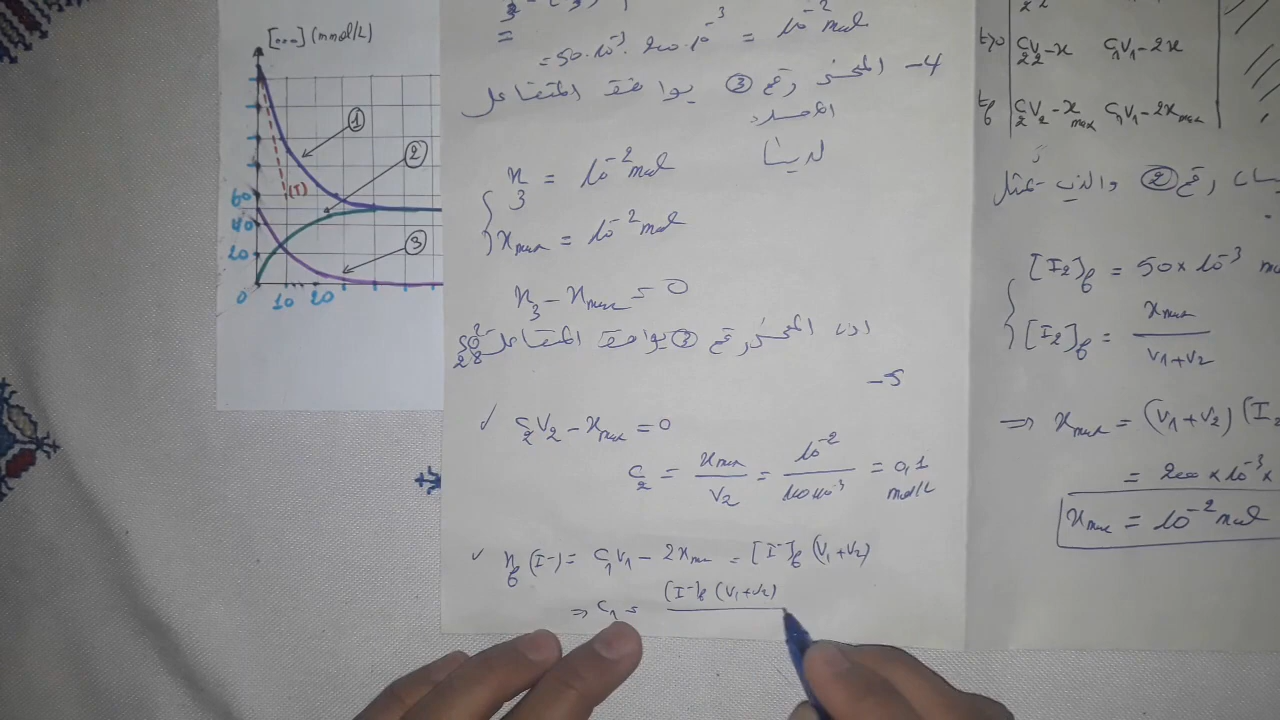 [...] (mmol/L)
①
②
(T)
③
60
40
20
0
10
20
= 50.10⁻³. 200.10⁻³ = 10⁻² mol
4- المنحنى رقم ③ يوافق المتفاعل
المحد
لدينا
n₃ = 10⁻² mol
x_max = 10⁻² mol
n₃ - x_max = 0
اذن المنحنى رقم ③ يوافق المتفاعل S₂O₈²⁻
5-
✓ C₂V₂ - x_max = 0
C₂ = x_max / V₂ = 10⁻² / 100.10⁻³ = 0,1 mol/L
✓ n_f (I⁻) = C₁V₁ - 2x_max = [I⁻]_f (V₁+V₂)
⇒ C₁ = [I⁻]_f (V₁+V₂)
t>0 C₂V₂ - x C₁V₁ - 2x
t_f C₂V₂ - x_max C₁V₁ - 2x_max
رقم ② والذي يمثل
[I₂]_f = 50×10⁻³
[I₂]_f = x_max / V₁+V₂
⇒ x_max = (V₁+V₂) (I₂
= 200 × 10⁻³ ×
x_max = 10⁻² mol